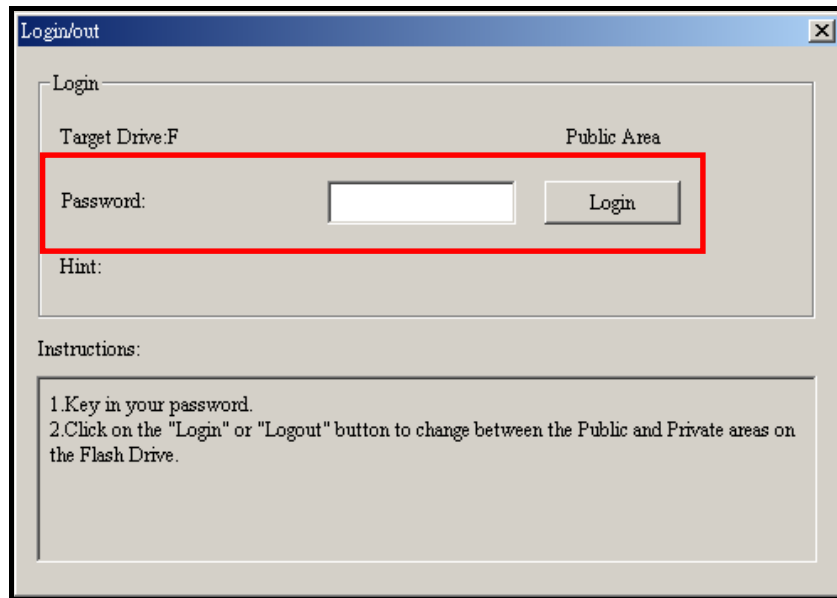 Login/out
Login
Target Drive:F
Public Area
Password:
Login
Hint:
Instructions:
1.Key in your password.
2.Click on the "Login" or "Logout" button to change between the Public and Private areas on
the Flash Drive.